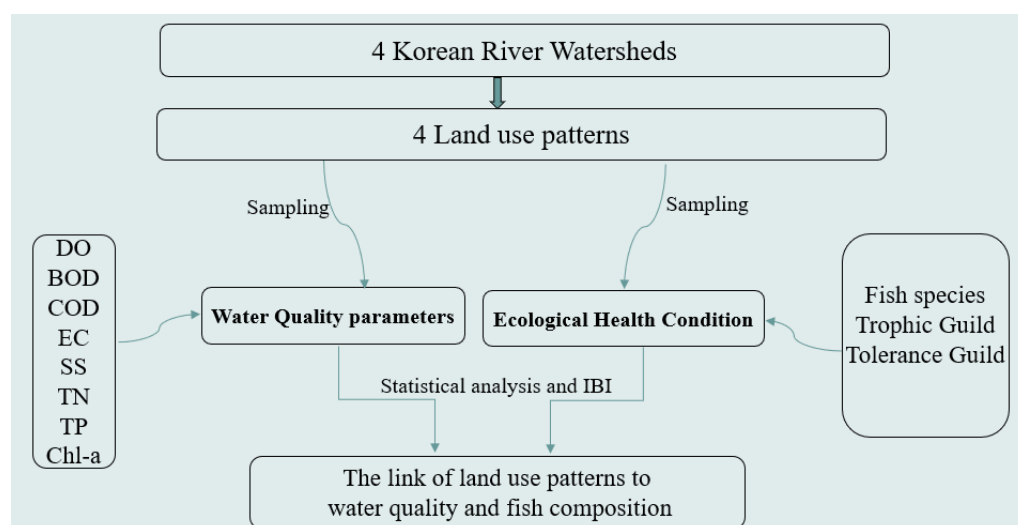 4 Korean River Watersheds
4 Land use patterns
Sampling
Sampling
DO
BOD
COD
EC
SS
TN
TP
Chl-a
Water Quality parameters
Ecological Health Condition
Fish species
Trophic Guild
Tolerance Guild
Statistical analysis and IBI
The link of land use patterns to
water quality and fish composition